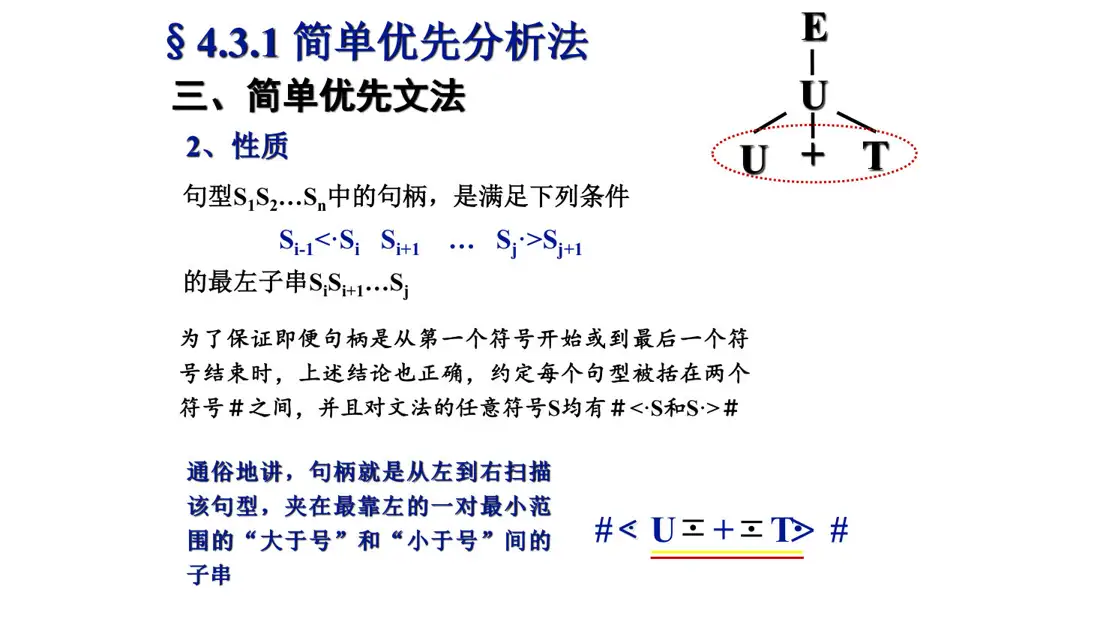 § 4.3.1 简单优先分析法
三、简单优先文法
2、性质
句型S₁S₂…Sₙ中的句柄，是满足下列条件
Sᵢ₋₁<·Sᵢ Sᵢ₊₁ … Sⱼ·>Sⱼ₊₁
的最左子串SᵢSᵢ₊₁…Sⱼ
为了保证即便句柄是从第一个符号开始或到最后一个符
号结束时，上述结论也正确，约定每个句型被括在两个
符号＃之间，并且对文法的任意符号S均有＃<·S和S·>＃
通俗地讲，句柄就是从左到右扫描
该句型，夹在最靠左的一对最小范
围的“大于号”和“小于号”间的
子串
E
U
U + T
# ⋖ U ≐ + ≐ T ⋗ #